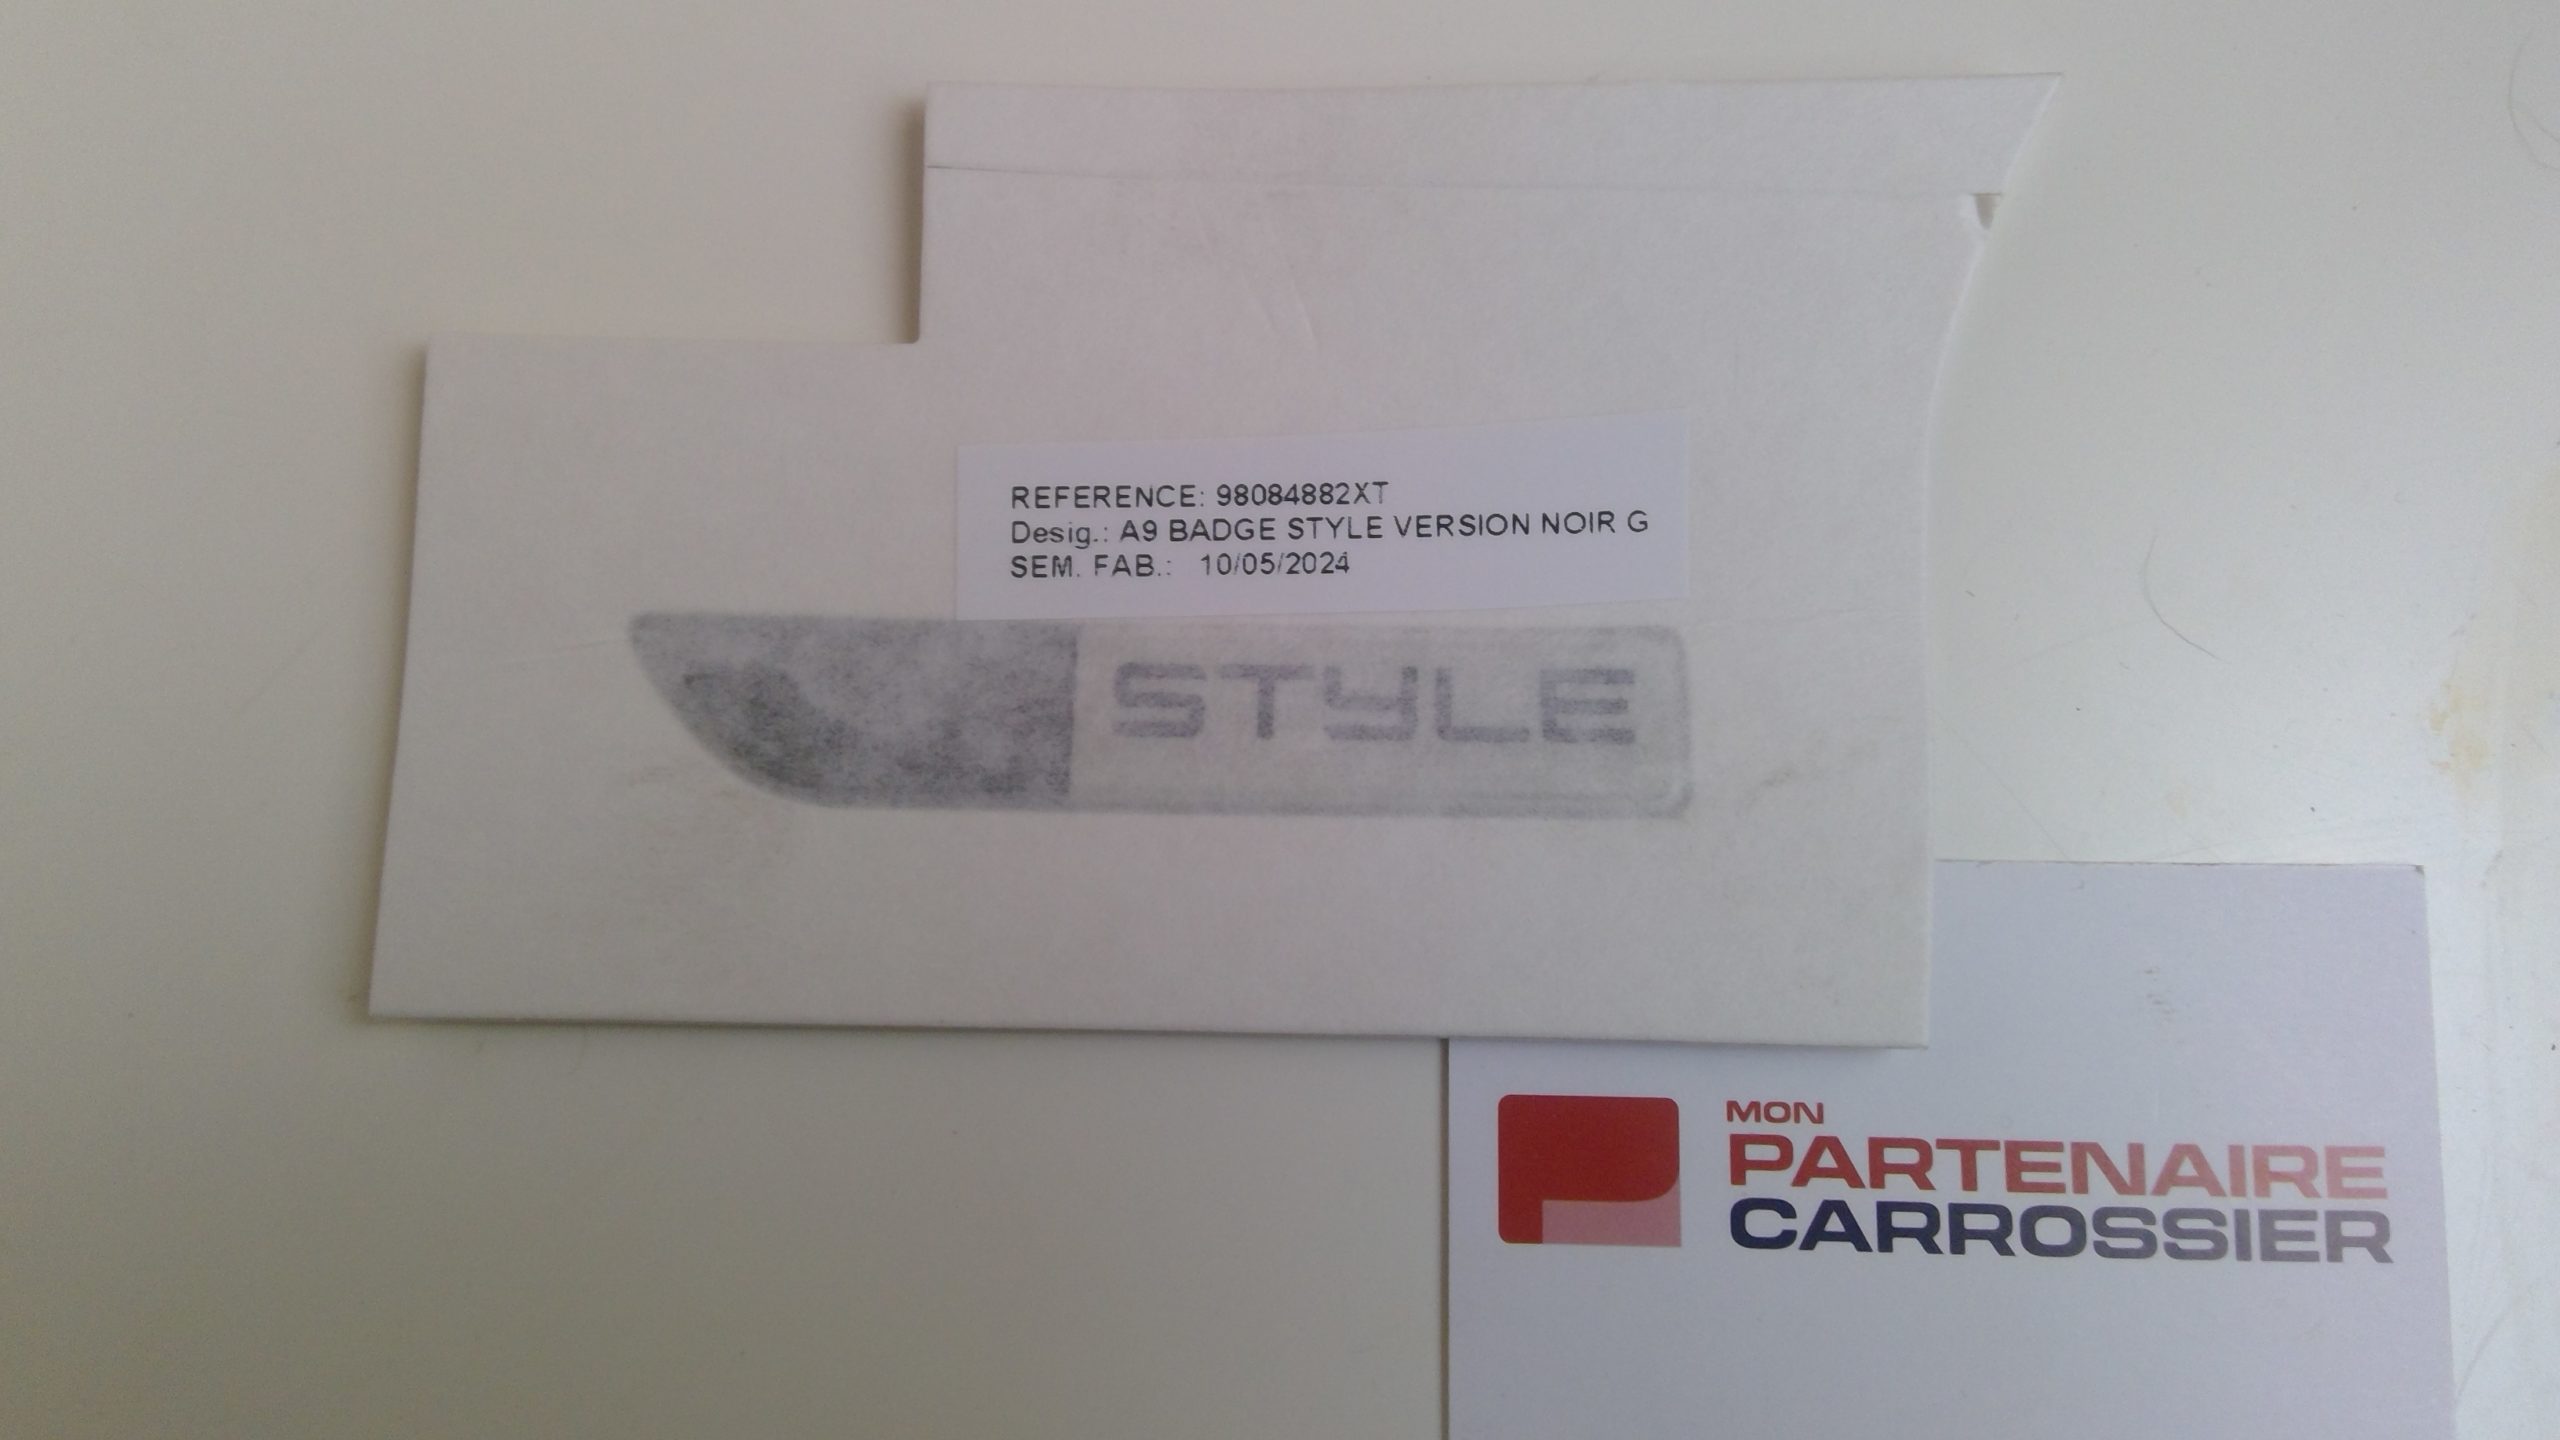 REFERENCE: 98084882XT
Desig.: A9 BADGE STYLE VERSION NOIR G
SEM. FAB.: 10/05/2024
STYLE
MON
PARTENAIRE
CARROSSIER